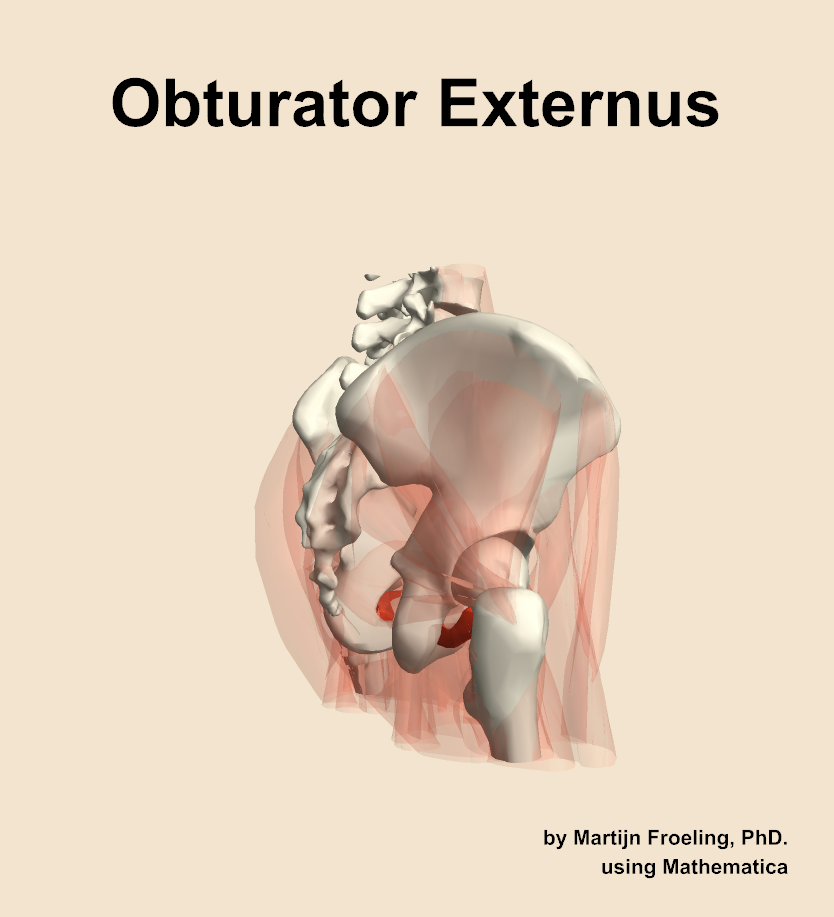 Obturator Externus
by Martijn Froeling, PhD.
using Mathematica